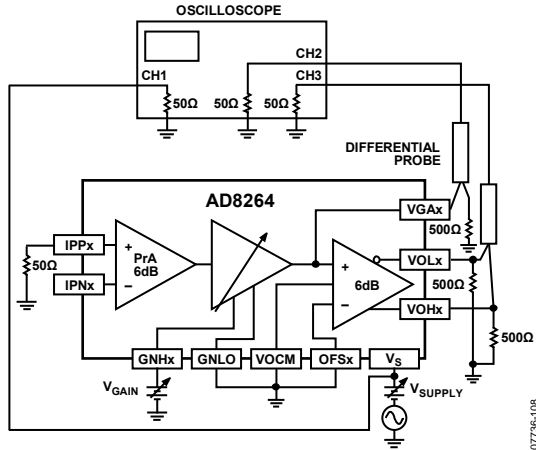 OSCILLOSCOPE
CH1
CH2
CH3
50Ω
50Ω
50Ω
DIFFERENTIAL
PROBE
AD8264
IPPx
IPNx
50Ω
+
PrA
6dB
−
+
6dB
−
VGAx
VOLx
VOHx
500Ω
500Ω
500Ω
GNHx
GNLO
VOCM
OFSx
VS
VGAIN
VSUPPLY
07736-108